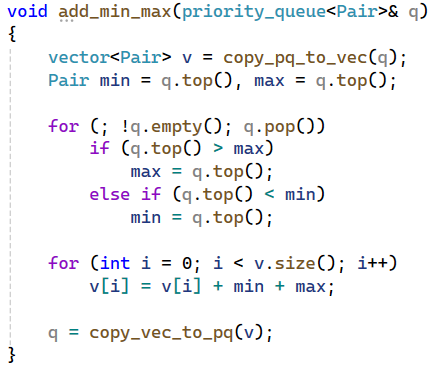 void add_min_max(priority_queue<Pair>& q)
{
    vector<Pair> v = copy_pq_to_vec(q);
    Pair min = q.top(), max = q.top();

    for (; !q.empty(); q.pop())
        if (q.top() > max)
            max = q.top();
        else if (q.top() < min)
            min = q.top();

    for (int i = 0; i < v.size(); i++)
        v[i] = v[i] + min + max;

    q = copy_vec_to_pq(v);
}